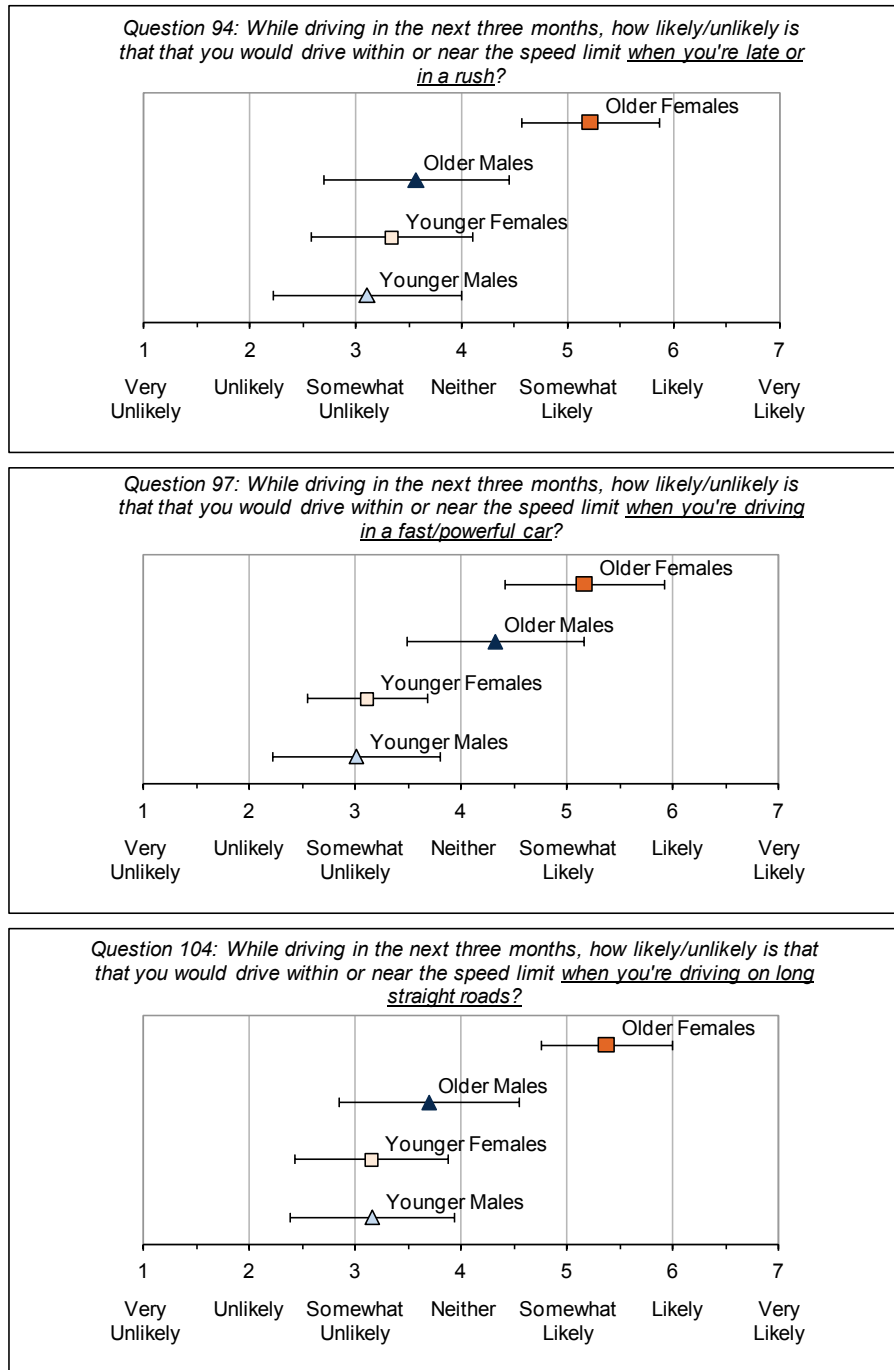 Question 94: While driving in the next three months, how likely/unlikely is
that that you would drive within or near the speed limit when you're late or
in a rush?
Older Females
Older Males
Younger Females
Younger Males
1 2 3 4 5 6 7
Very Unlikely Somewhat Neither Somewhat Likely Very
Unlikely Unlikely Likely Likely
Question 97: While driving in the next three months, how likely/unlikely is
that that you would drive within or near the speed limit when you're driving
in a fast/powerful car?
Older Females
Older Males
Younger Females
Younger Males
1 2 3 4 5 6 7
Very Unlikely Somewhat Neither Somewhat Likely Very
Unlikely Unlikely Likely Likely
Question 104: While driving in the next three months, how likely/unlikely is that
that you would drive within or near the speed limit when you're driving on long
straight roads?
Older Females
Older Males
Younger Females
Younger Males
1 2 3 4 5 6 7
Very Unlikely Somewhat Neither Somewhat Likely Very
Unlikely Unlikely Likely Likely